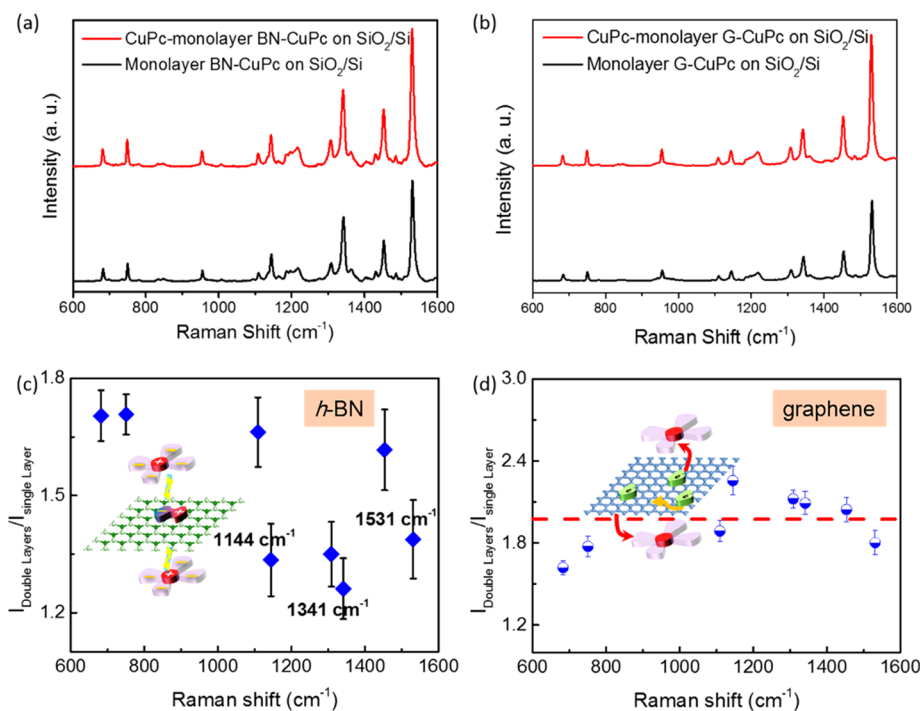 (a)
CuPc-monolayer BN-CuPc on SiO₂/Si
Monolayer BN-CuPc on SiO₂/Si
Intensity (a. u.)
600 800 1000 1200 1400 1600
Raman Shift (cm⁻¹)
(b)
CuPc-monolayer G-CuPc on SiO₂/Si
Monolayer G-CuPc on SiO₂/Si
Intensity (a. u.)
600 800 1000 1200 1400 1600
Raman Shift (cm⁻¹)
(c)
h-BN
1.8
1.5
1.2
I Double Layers/I single Layer
1144 cm⁻¹
1341 cm⁻¹
1531 cm⁻¹
600 800 1000 1200 1400 1600
Raman shift (cm⁻¹)
(d)
graphene
3.0
2.4
1.8
1.2
I Double Layers/I Single Layer
600 800 1000 1200 1400 1600
Raman shift (cm⁻¹)